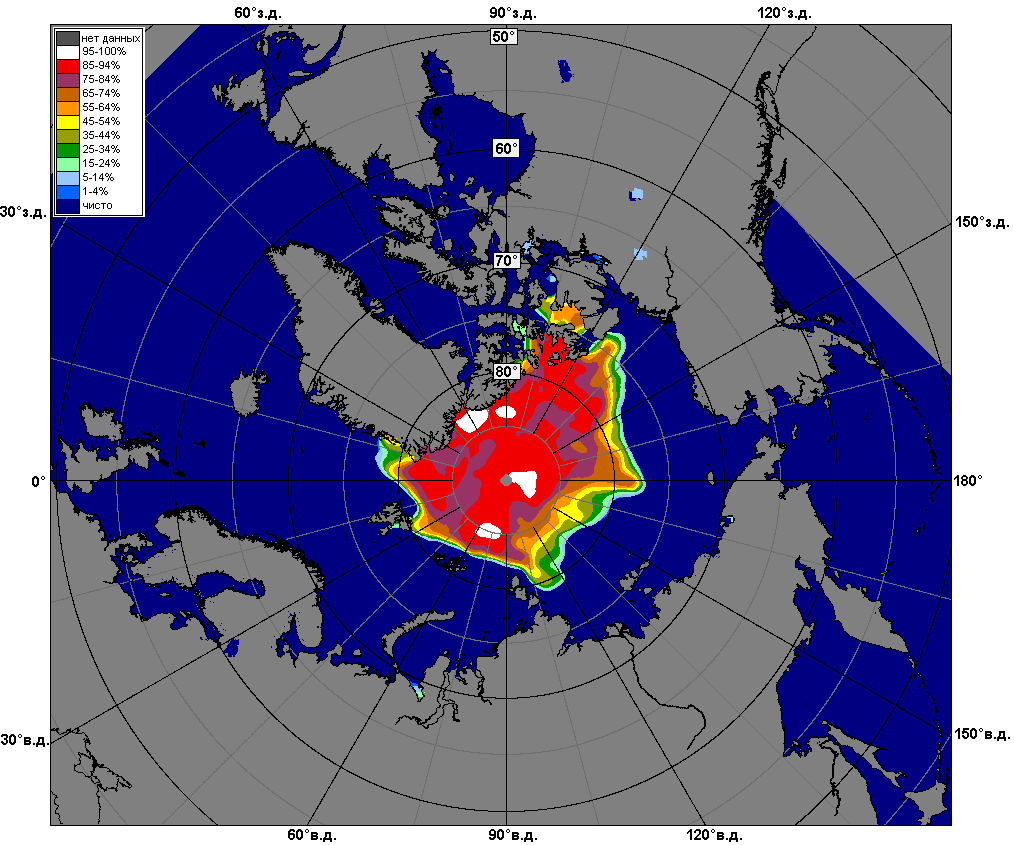 60°з.д.
90°з.д.
120°з.д.
50°
нет данных
95-100%
85-94%
75-84%
65-74%
55-64%
45-54%
35-44%
25-34%
15-24%
5-14%
1-4%
чисто
60°
30°з.д.
150°з.д.
70°
80°
0°
180°
30°в.д.
150°в.д.
60°в.д.
90°в.д.
120°в.д.